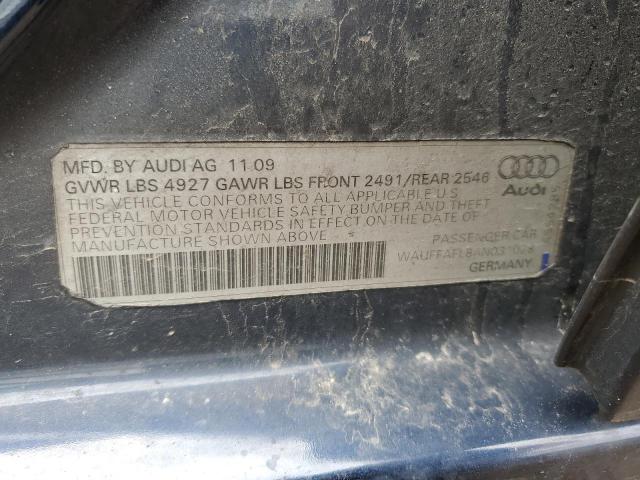 MFD. BY AUDI AG 11 09
GVWR LBS 4927 GAWR LBS FRONT 2491/REAR 2546
THIS VEHICLE CONFORMS TO ALL APPLICABLE U.S.
FEDERAL MOTOR VEHICLE SAFETY BUMPER AND THEFT
PREVENTION STANDARDS IN EFFECT ON THE DATE OF
MANUFACTURE SHOWN ABOVE.
Audi
PASSENGER CAR
GERMANY